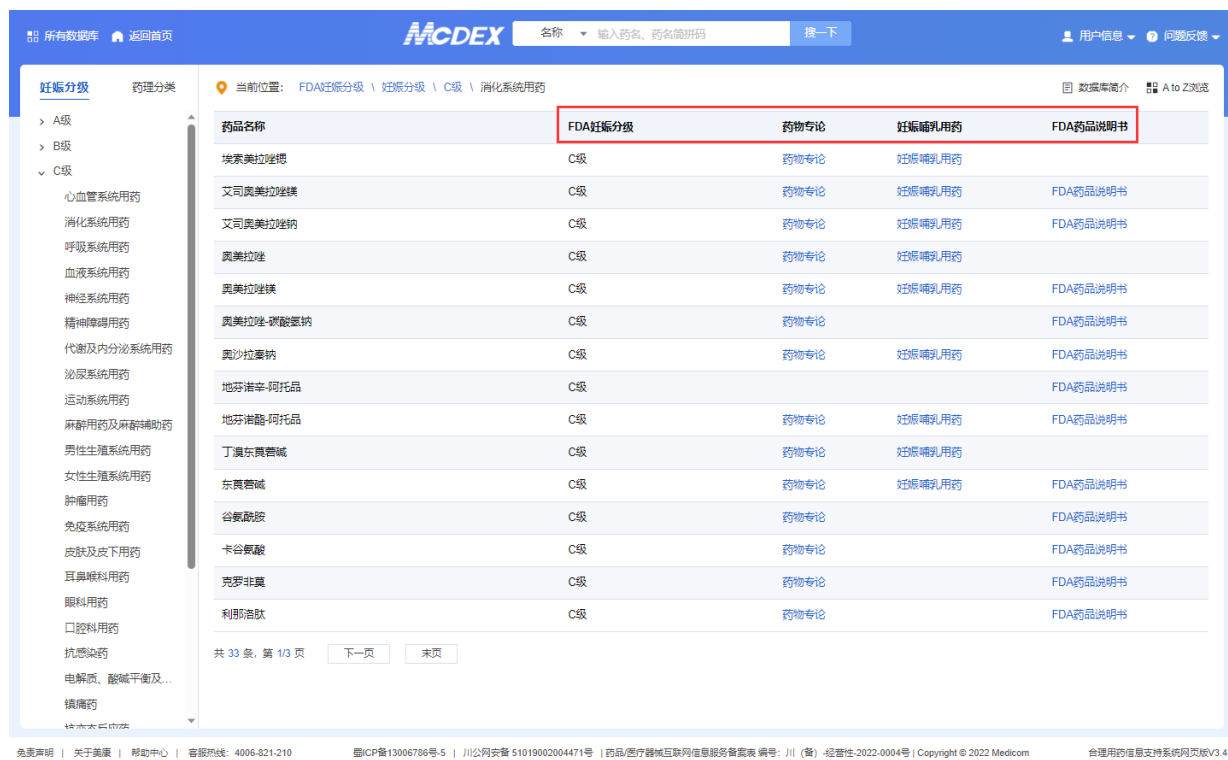 所有数据库 返回首页 MCDEX 名称 输入药名、药名简拼码 搜一下 用户信息 问题反馈
妊娠分级 药理分类
A级
B级
C级
心血管系统用药
消化系统用药
呼吸系统用药
血液系统用药
神经系统用药
精神障碍用药
代谢及内分泌系统用药
泌尿系统用药
运动系统用药
麻醉用药及麻醉辅助药
男性生殖系统用药
女性生殖系统用药
肿瘤用药
免疫系统用药
皮肤及皮下用药
耳鼻喉科用药
眼科用药
口腔科用药
抗感染药
电解质、酸碱平衡及...
镇痛药
抗变态反应药
当前位置: FDA妊娠分级 \ 妊娠分级 \ C级 \ 消化系统用药 数据库简介 A to Z浏览
药品名称 FDA妊娠分级 药物专论 妊娠哺乳用药 FDA药品说明书
埃索美拉唑锶 C级 药物专论 妊娠哺乳用药
艾司奥美拉唑镁 C级 药物专论 妊娠哺乳用药 FDA药品说明书
艾司奥美拉唑钠 C级 药物专论 妊娠哺乳用药 FDA药品说明书
奥美拉唑 C级 药物专论 妊娠哺乳用药
奥美拉唑镁 C级 药物专论 妊娠哺乳用药 FDA药品说明书
奥美拉唑-碳酸氢钠 C级 药物专论 FDA药品说明书
奥沙拉秦钠 C级 药物专论 妊娠哺乳用药 FDA药品说明书
地芬诺辛-阿托品 C级 FDA药品说明书
地芬诺酯-阿托品 C级 药物专论 妊娠哺乳用药 FDA药品说明书
丁溴东莨菪碱 C级 药物专论 妊娠哺乳用药
东莨菪碱 C级 药物专论 妊娠哺乳用药 FDA药品说明书
谷氨酰胺 C级 药物专论 FDA药品说明书
卡谷氨酸 C级 药物专论 FDA药品说明书
克罗非莫 C级 药物专论 FDA药品说明书
利那洛肽 C级 药物专论 FDA药品说明书
共 33 条, 第 1/3 页 下一页 末页
免责声明 | 关于美康 | 帮助中心 | 客服热线: 4006-821-210 蜀ICP备13006786号-5 | 川公网安备 51019002004471号 | 药品/医疗器械互联网信息服务备案表 编号: 川 (备) -经营性-2022-0004号 | Copyright © 2022 Medicom 合理用药信息支持系统网页版V3.4